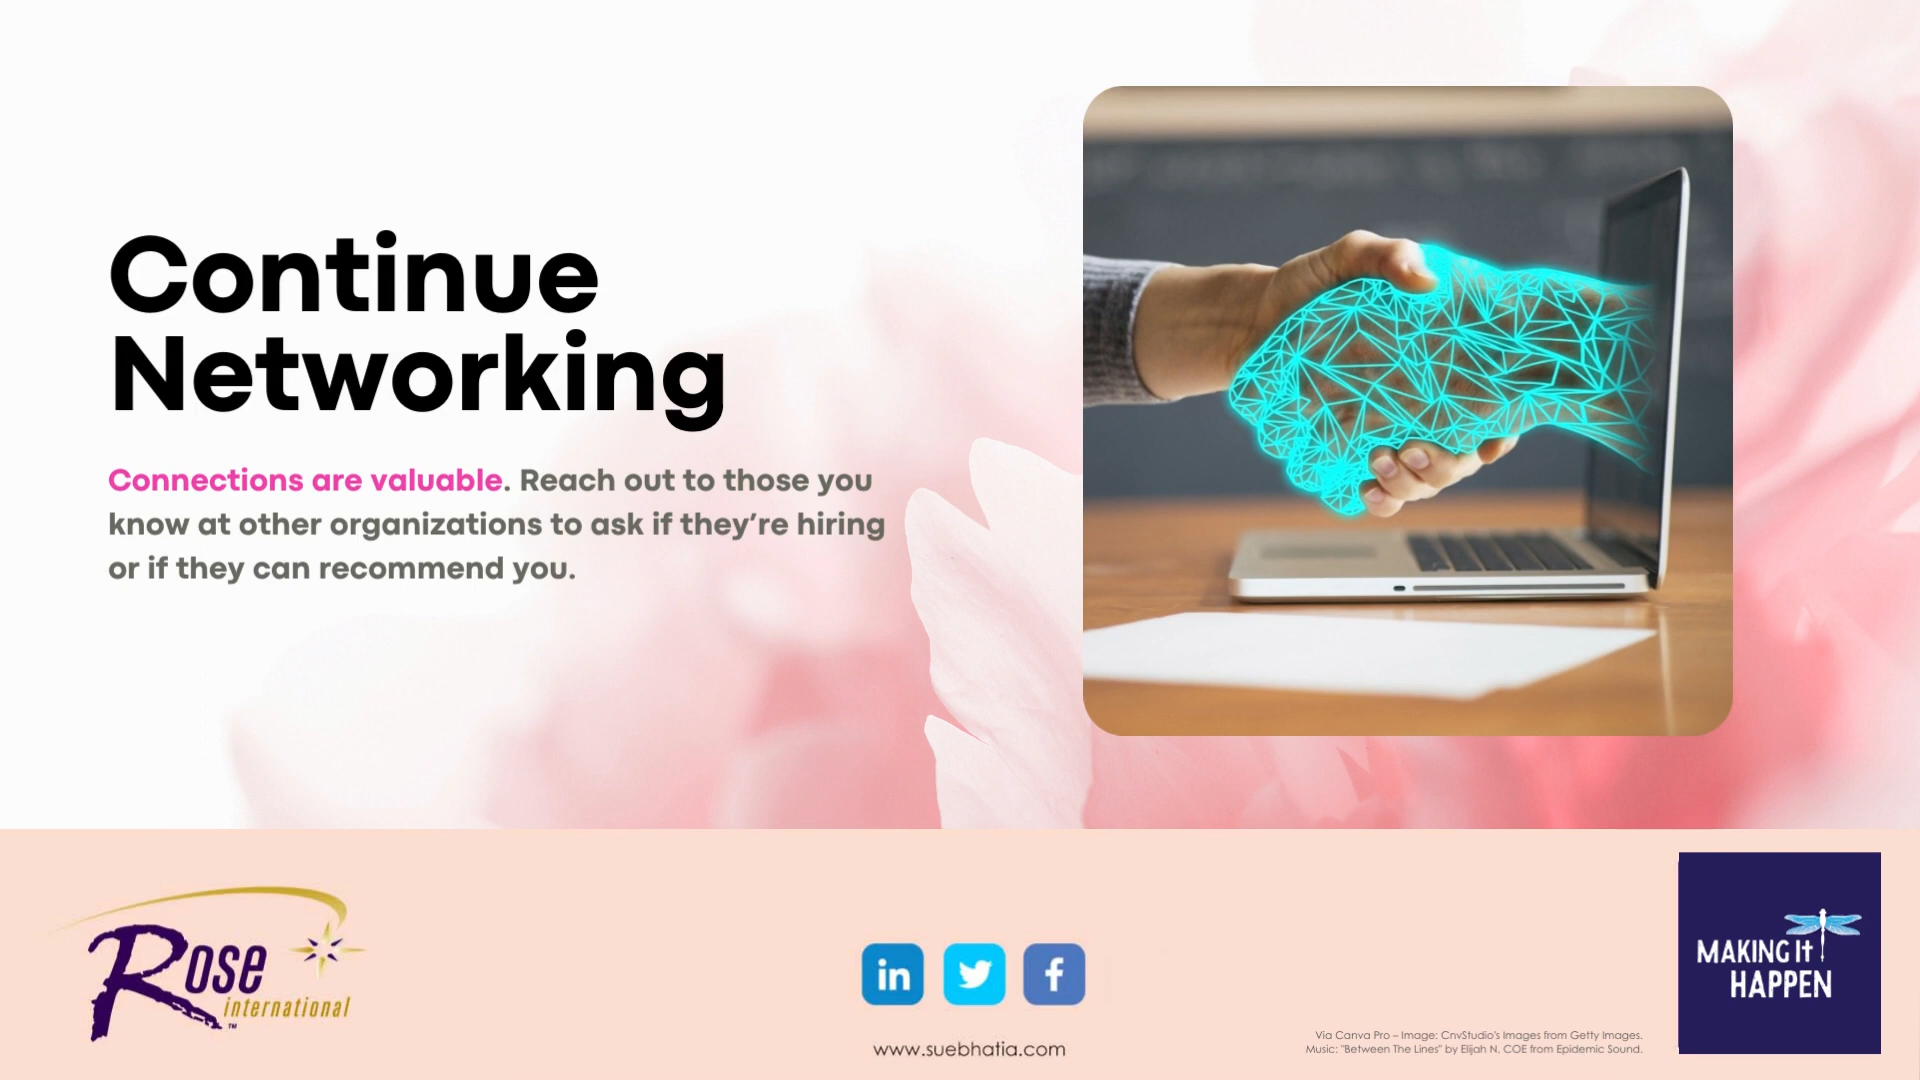 Continue
Networking
Connections are valuable. Reach out to those you
know at other organizations to ask if they’re hiring
or if they can recommend you.
Rose
international
™
in
f
www.suebhatia.com
Via Canva Pro – Image: CnvStudio's Images from Getty Images.
Music: "Between The Lines" by Elijah N, COE from Epidemic Sound.
MAKING It
HAPPEN